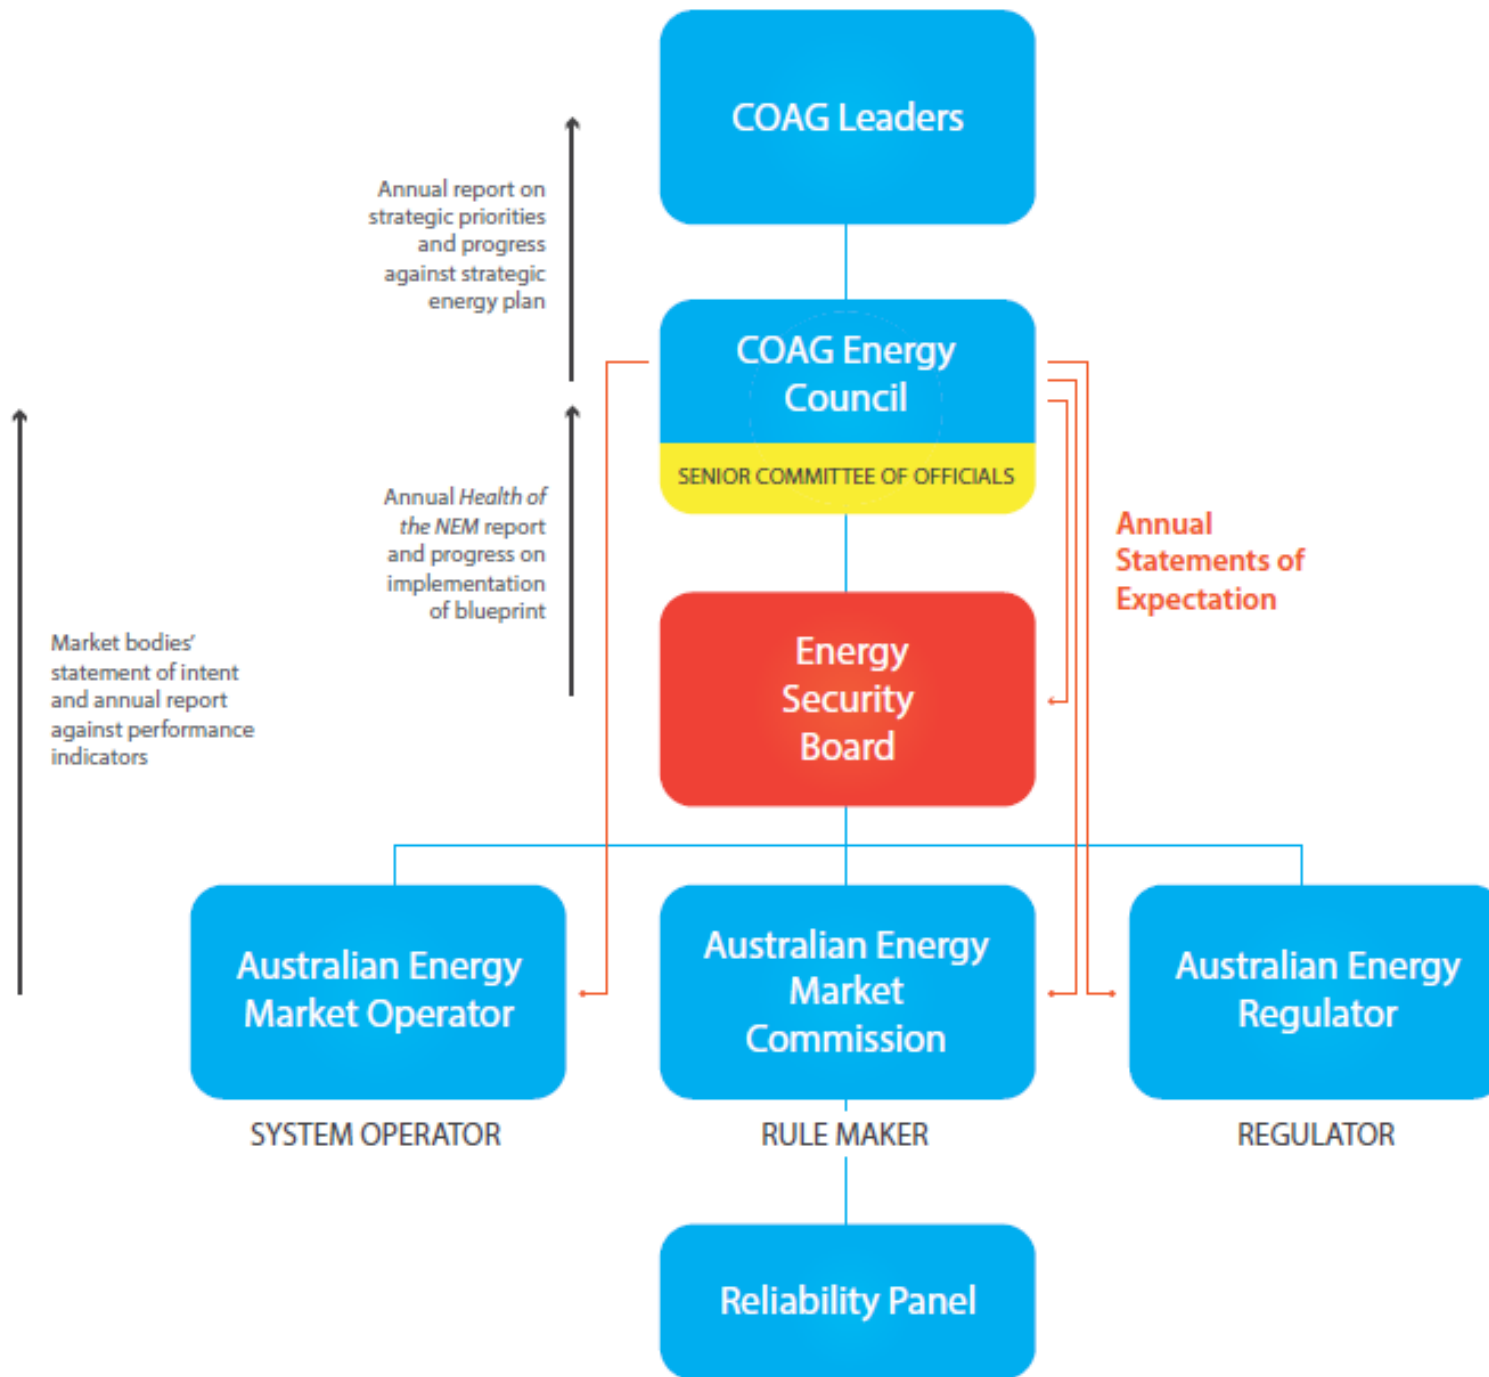 COAG Leaders
Annual report on
strategic priorities
and progress
against strategic
energy plan
COAG Energy
Council
SENIOR COMMITTEE OF OFFICIALS
Annual Health of
the NEM report
and progress on
implementation
of blueprint
Annual
Statements of
Expectation
Market bodies’
statement of intent
and annual report
against performance
indicators
Energy
Security
Board
Australian Energy
Market Operator
SYSTEM OPERATOR
Australian Energy
Market
Commission
RULE MAKER
Australian Energy
Regulator
REGULATOR
Reliability Panel